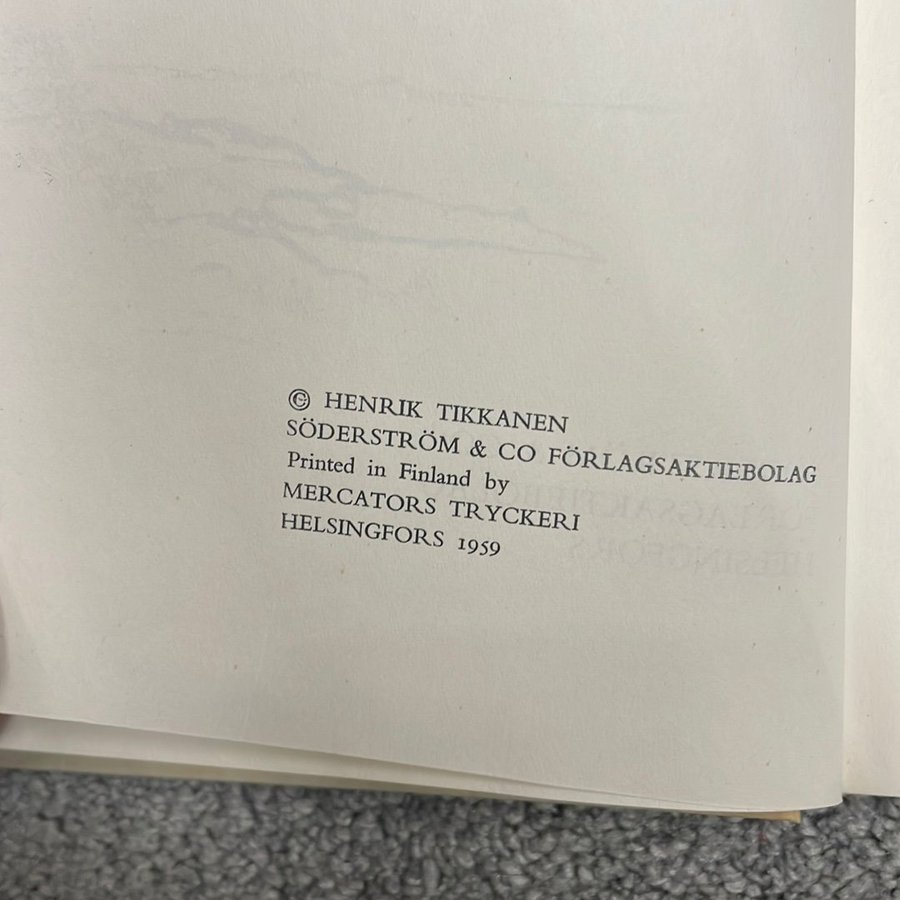 © HENRIK TIKKANEN
SÖDERSTRÖM & CO FÖRLAGSAKTIEBOLAG
Printed in Finland by
MERCATORS TRYCKERI
HELSINGFORS 1959